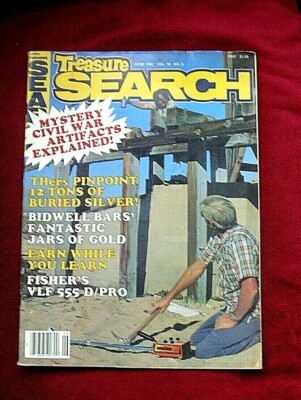 Treasure
SEARCH
SEA
MYSTERY
CIVIL WAR
ARTIFACTS
EXPLAINED!
THers PINPOINT
12 TONS OF
BURIED SILVER!
BIDWELL BARS'
FANTASTIC
JARS OF GOLD
EARN WHILE
YOU LEARN
FISHER'S
VLF 555-D/PRO